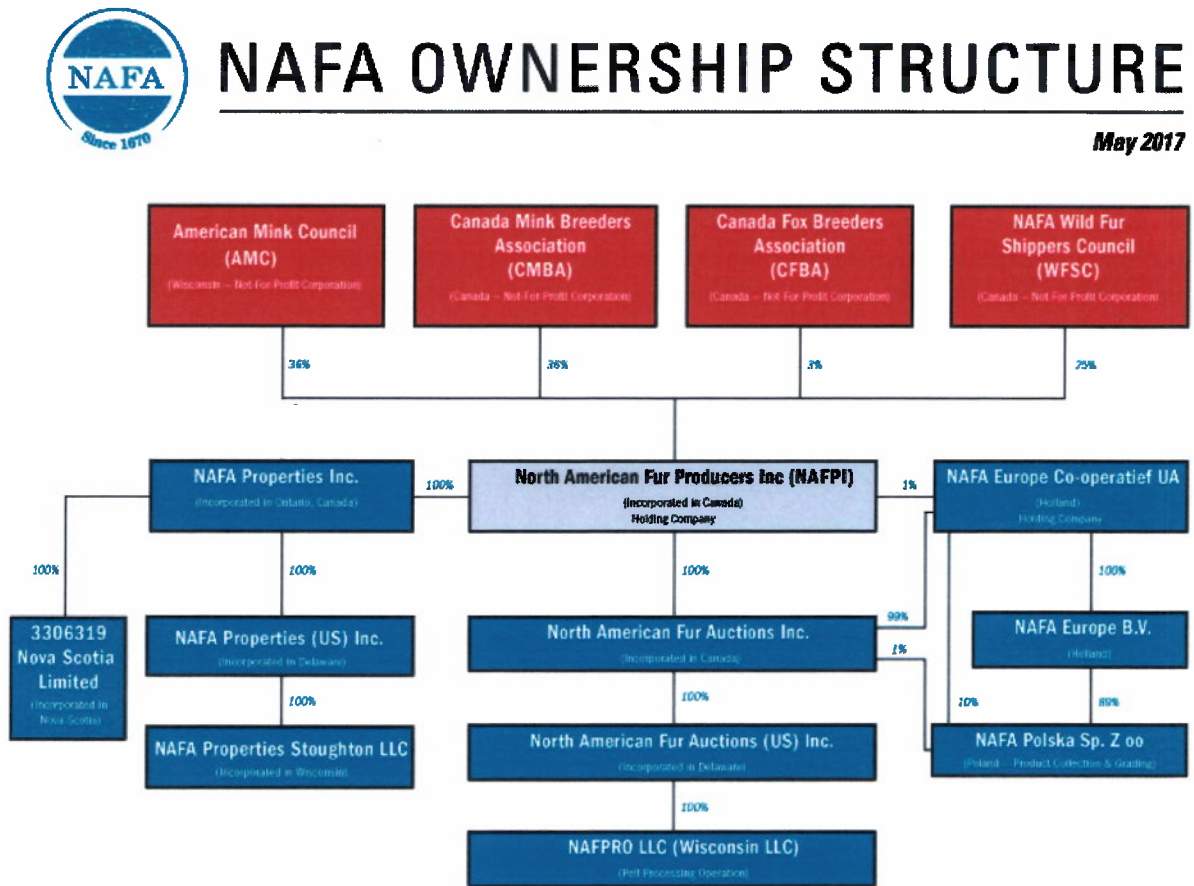 NAFA
Since 1670
NAFA OWNERSHIP STRUCTURE
May 2017
American Mink Council
(AMC)
(Wisconsin – Not For Profit Corporation)
Canada Mink Breeders
Association
(CMBA)
(Canada – Not For Profit Corporation)
Canada Fox Breeders
Association
(CFBA)
(Canada – Not For Profit Corporation)
NAFA Wild Fur
Shippers Council
(WFSC)
(Canada – Not For Profit Corporation)
36%
36%
3%
25%
NAFA Properties Inc.
(Incorporated in Ontario, Canada)
100%
North American Fur Producers Inc (NAFPI)
(Incorporated in Canada)
Holding Company
1%
NAFA Europe Co-operatief UA
(Holland)
Holding Company
100%
100%
100%
100%
3306319
Nova Scotia
Limited
(Incorporated in
Nova Scotia)
NAFA Properties (US) Inc.
(Incorporated in Delaware)
North American Fur Auctions Inc.
(Incorporated in Canada)
99%
1%
NAFA Europe B.V.
(Holland)
100%
100%
10%
89%
NAFA Properties Stoughton LLC
(Incorporated in Wisconsin)
North American Fur Auctions (US) Inc.
(Incorporated in Delaware)
NAFA Polska Sp. Z oo
(Poland – Product Collection & Grading)
100%
NAFPRO LLC (Wisconsin LLC)
(Pelt Processing Operation)